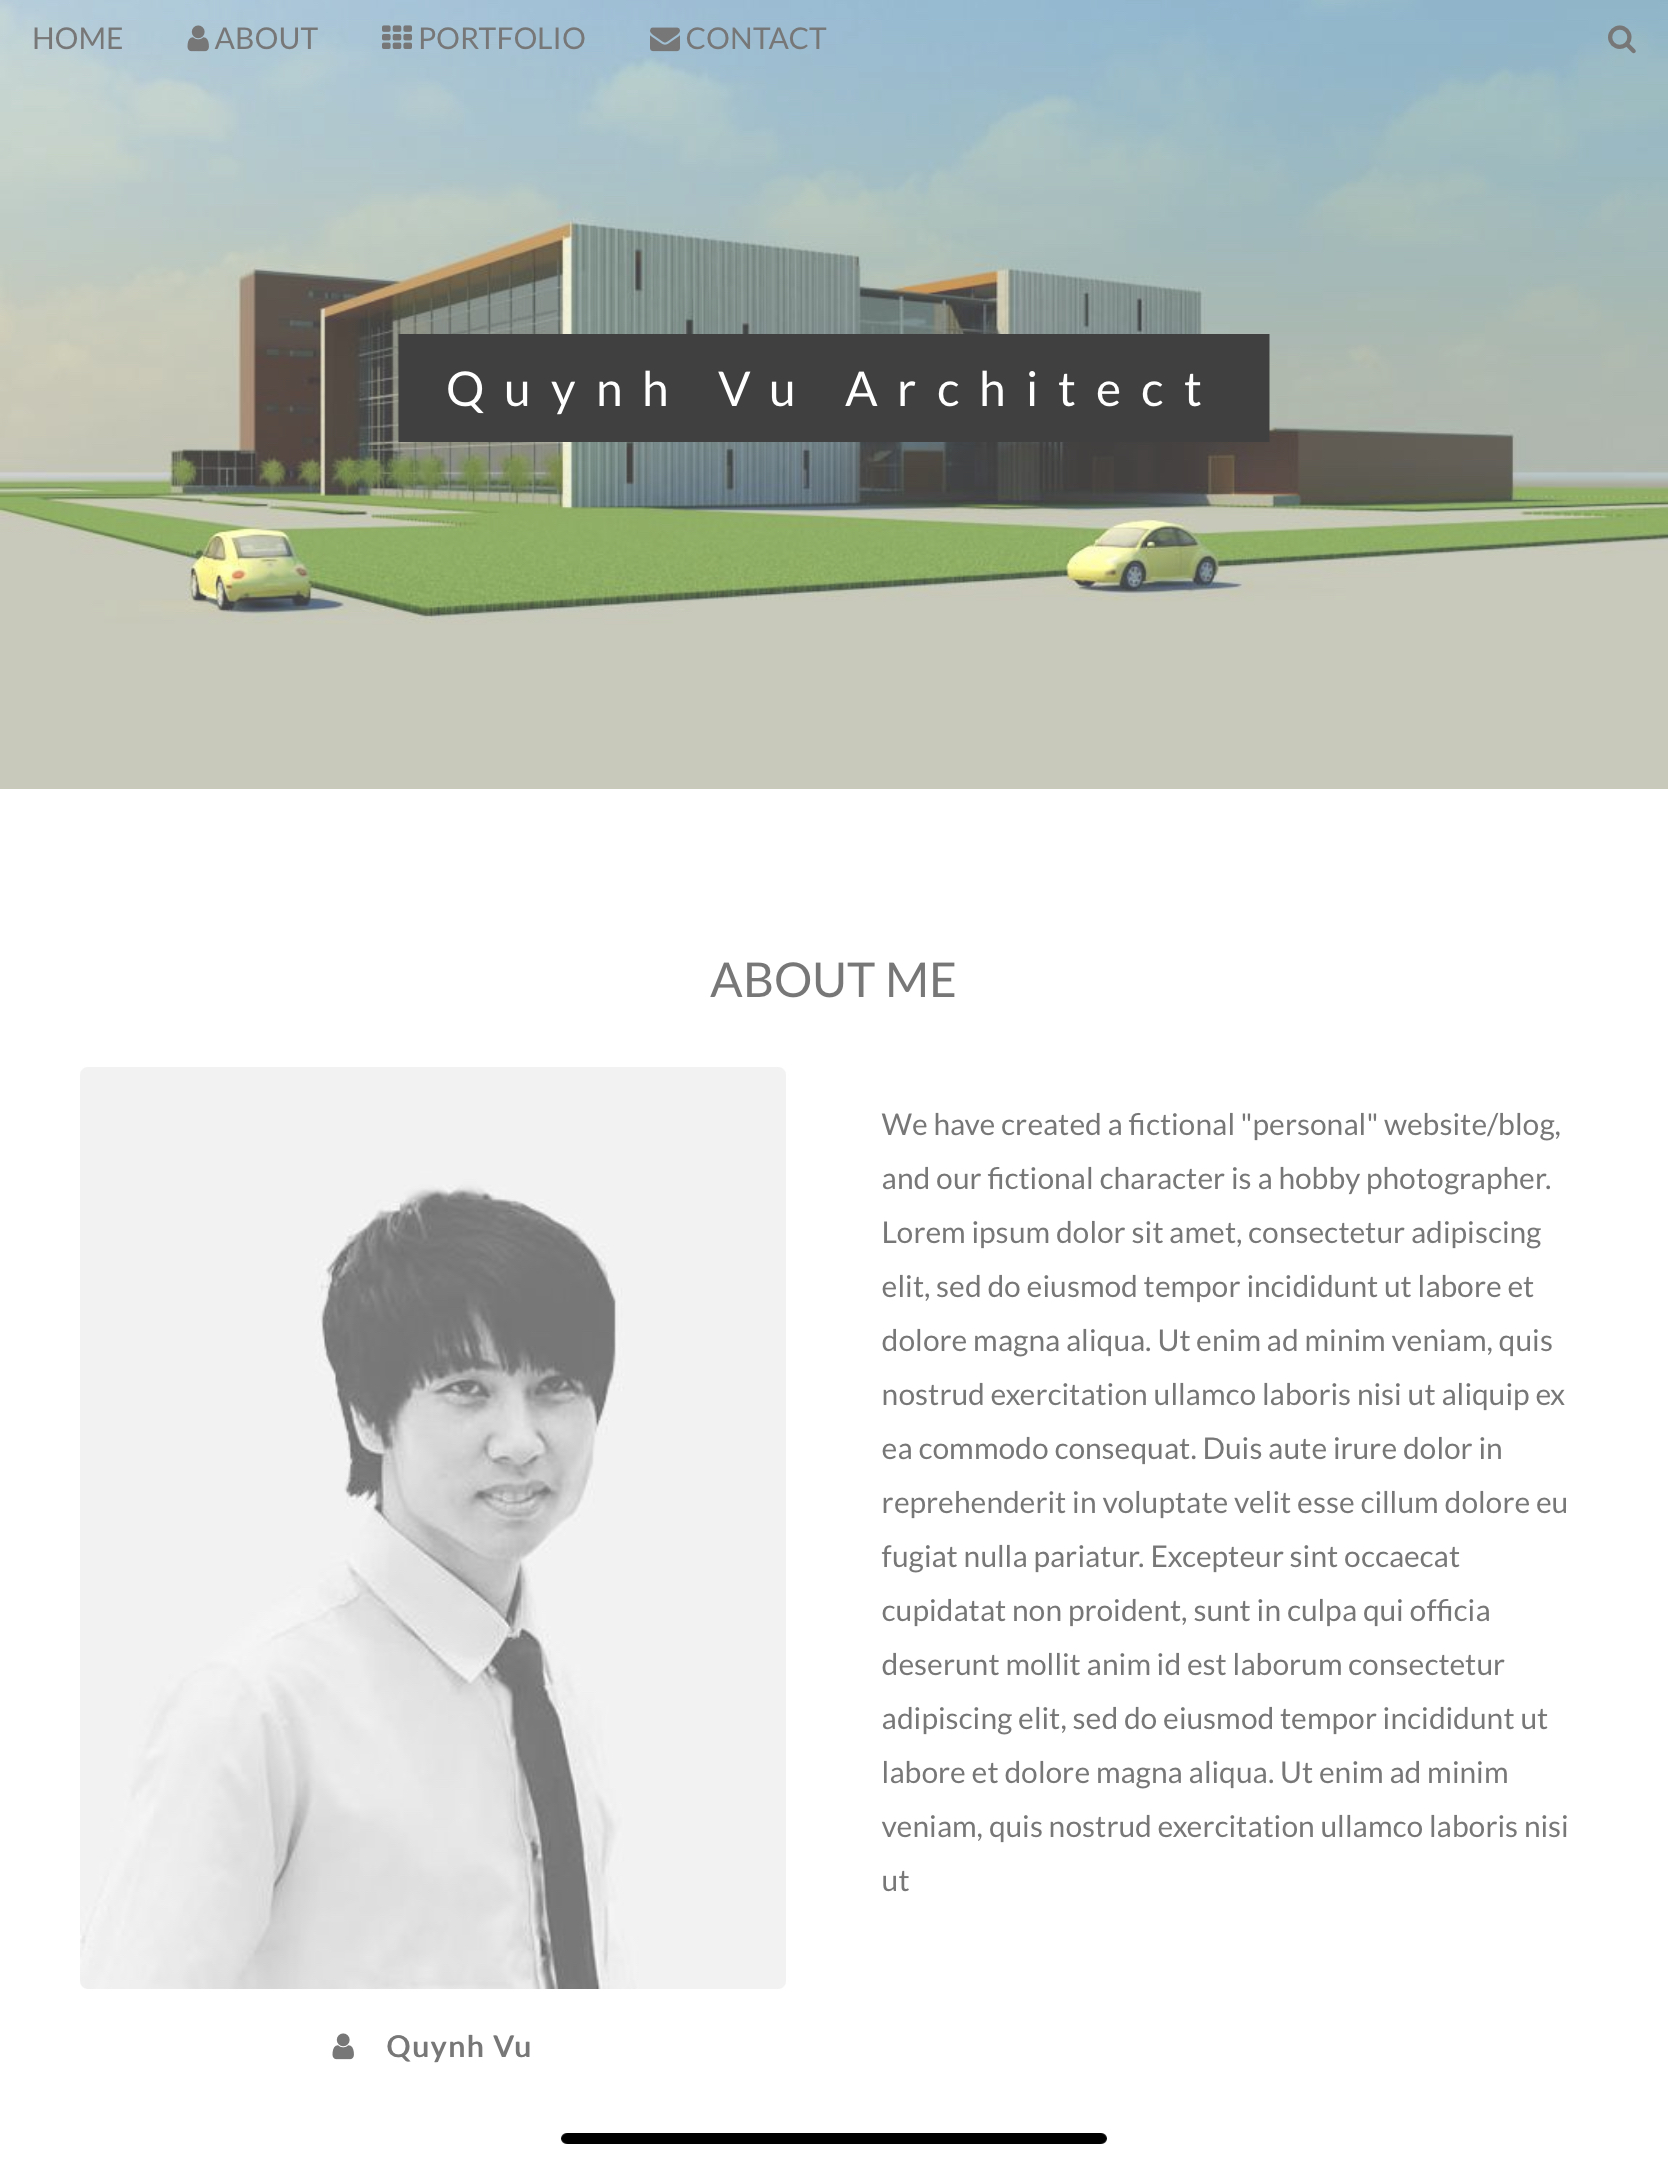 HOME ABOUT PORTFOLIO CONTACT
Quynh Vu Architect
ABOUT ME
We have created a fictional "personal" website/blog,
and our fictional character is a hobby photographer.
Lorem ipsum dolor sit amet, consectetur adipiscing
elit, sed do eiusmod tempor incididunt ut labore et
dolore magna aliqua. Ut enim ad minim veniam, quis
nostrud exercitation ullamco laboris nisi ut aliquip ex
ea commodo consequat. Duis aute irure dolor in
reprehenderit in voluptate velit esse cillum dolore eu
fugiat nulla pariatur. Excepteur sint occaecat
cupidatat non proident, sunt in culpa qui officia
deserunt mollit anim id est laborum consectetur
adipiscing elit, sed do eiusmod tempor incididunt ut
labore et dolore magna aliqua. Ut enim ad minim
veniam, quis nostrud exercitation ullamco laboris nisi
ut
Quynh Vu